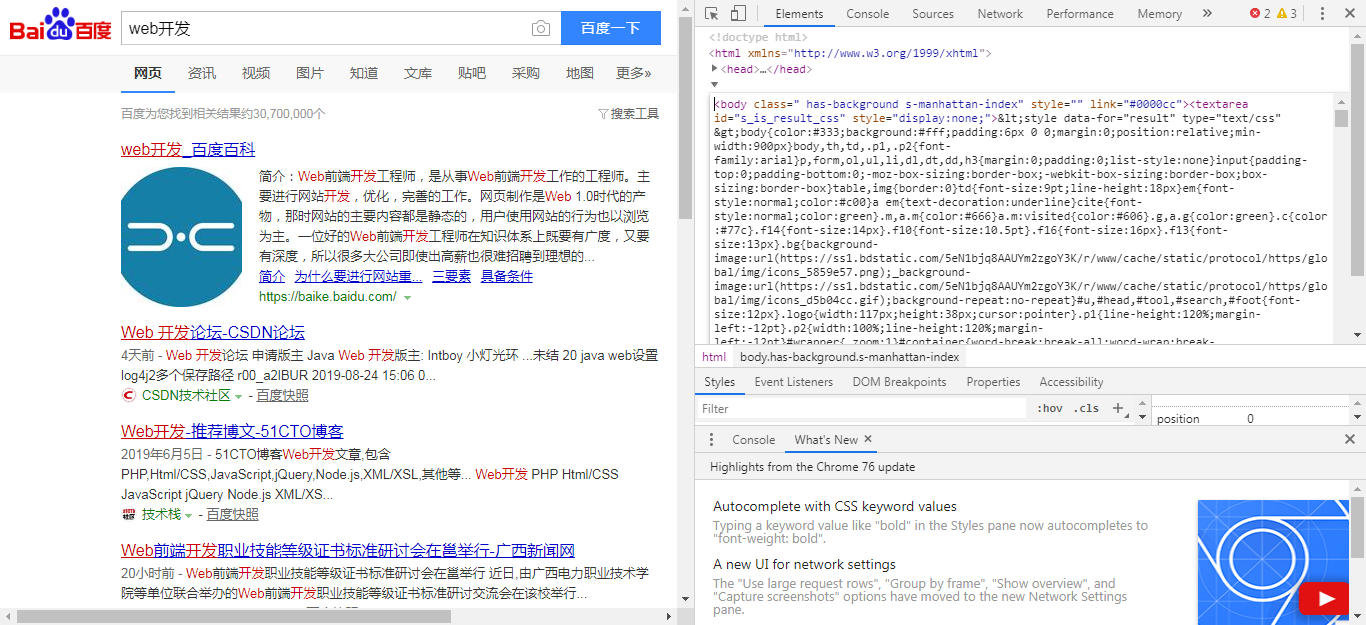 Bai du 百度
web开发
百度一下
网页 资讯 视频 图片 知道 文库 贴吧 采购 地图 更多»
百度为您找到相关结果约30,700,000个
搜索工具
web开发_百度百科
简介：Web前端开发工程师，是从事Web前端开发工作的工程师。主
要进行网站开发，优化，完善的工作。网页制作是Web 1.0时代的产
物，那时网站的主要内容都是静态的，用户使用网站的行为也以浏览
为主。一位好的Web前端开发工程师在知识体系上既要有广度，又要
有深度，所以很多大公司即使出高薪也很难招聘到理想的...
简介 为什么要进行网站重... 三要素 具备条件
https://baike.baidu.com/
Web 开发论坛-CSDN论坛
4天前 - Web 开发论坛 申请版主 Java Web 开发版主: Intboy 小灯光环 ...未结 20 java web设置
log4j2多个保存路径 r00_a2lBUR 2019-08-24 15:06 0...
CSDN技术社区 - 百度快照
Web开发-推荐博文-51CTO博客
2019年6月5日 - 51CTO博客Web开发文章,包含
PHP,Html/CSS,JavaScript,jQuery,Node.js,XML/XSL,其他等... Web开发 PHP Html/CSS
JavaScript jQuery Node.js XML/XS...
技术栈 - 百度快照
Web前端开发职业技能等级证书标准研讨会在邕举行-广西新闻网
20小时前 - Web前端开发职业技能等级证书标准研讨会在邕举行 近日,由广西电力职业技术学
院等单位联合举办的Web前端开发职业技能等级证书标准研讨交流会在该校举行...
Elements Console Sources Network Performance Memory » 2 3
<!doctype html>
<html xmlns="http://www.w3.org/1999/xhtml">
<head>…</head>
<body class=" has-background s-manhattan-index" style="" link="#0000cc"><textarea
id="s_is_result_css" style="display:none;">&lt;style data-for="result" type="text/css"
&gt;body{color:#333;background:#fff;padding:6px 0 0;margin:0;position:relative;min-
width:900px}body,th,td,.p1,.p2{font-
family:arial}p,form,ol,ul,li,dl,dt,dd,h3{margin:0;padding:0;list-style:none}input{padding-
top:0;padding-bottom:0;-moz-box-sizing:border-box;-webkit-box-sizing:border-box;box-
sizing:border-box}table,img{border:0}td{font-size:9pt;line-height:18px}em{font-
style:normal;color:#c00}a em{text-decoration:underline}cite{font-
style:normal;color:green}.m,a.m{color:#666}a.m:visited{color:#606}.g,a.g{color:green}.c{color
:#77c}.f14{font-size:14px}.f10{font-size:10.5pt}.f16{font-size:16px}.f13{font-
size:13px}.bg{background-
image:url(https://ss1.bdstatic.com/5eN1bjq8AAUYm2zgoY3K/r/www/cache/static/protocol/https/glo
bal/img/icons_5859e57.png);_background-
image:url(https://ss1.bdstatic.com/5eN1bjq8AAUYm2zgoY3K/r/www/cache/static/protocol/https/glo
bal/img/icons_d5b04cc.gif);background-repeat:no-repeat}#u,#head,#tool,#search,#foot{font-
size:12px}.logo{width:117px;height:38px;cursor:pointer}.p1{line-height:120%;margin-
left:-12pt}.p2{width:100%;line-height:120%;margin-
left:-12pt}#wrapper{_zoom:1}#container{word-break:break-all;word-wrap:break-
html body.has-background.s-manhattan-index
Styles Event Listeners DOM Breakpoints Properties Accessibility
Filter :hov .cls +
position 0
Console What's New ×
Highlights from the Chrome 76 update
Autocomplete with CSS keyword values
Typing a keyword value like "bold" in the Styles pane now autocompletes to
"font-weight: bold".
A new UI for network settings
The "Use large request rows", "Group by frame", "Show overview", and
"Capture screenshots" options have moved to the new Network Settings
pane.